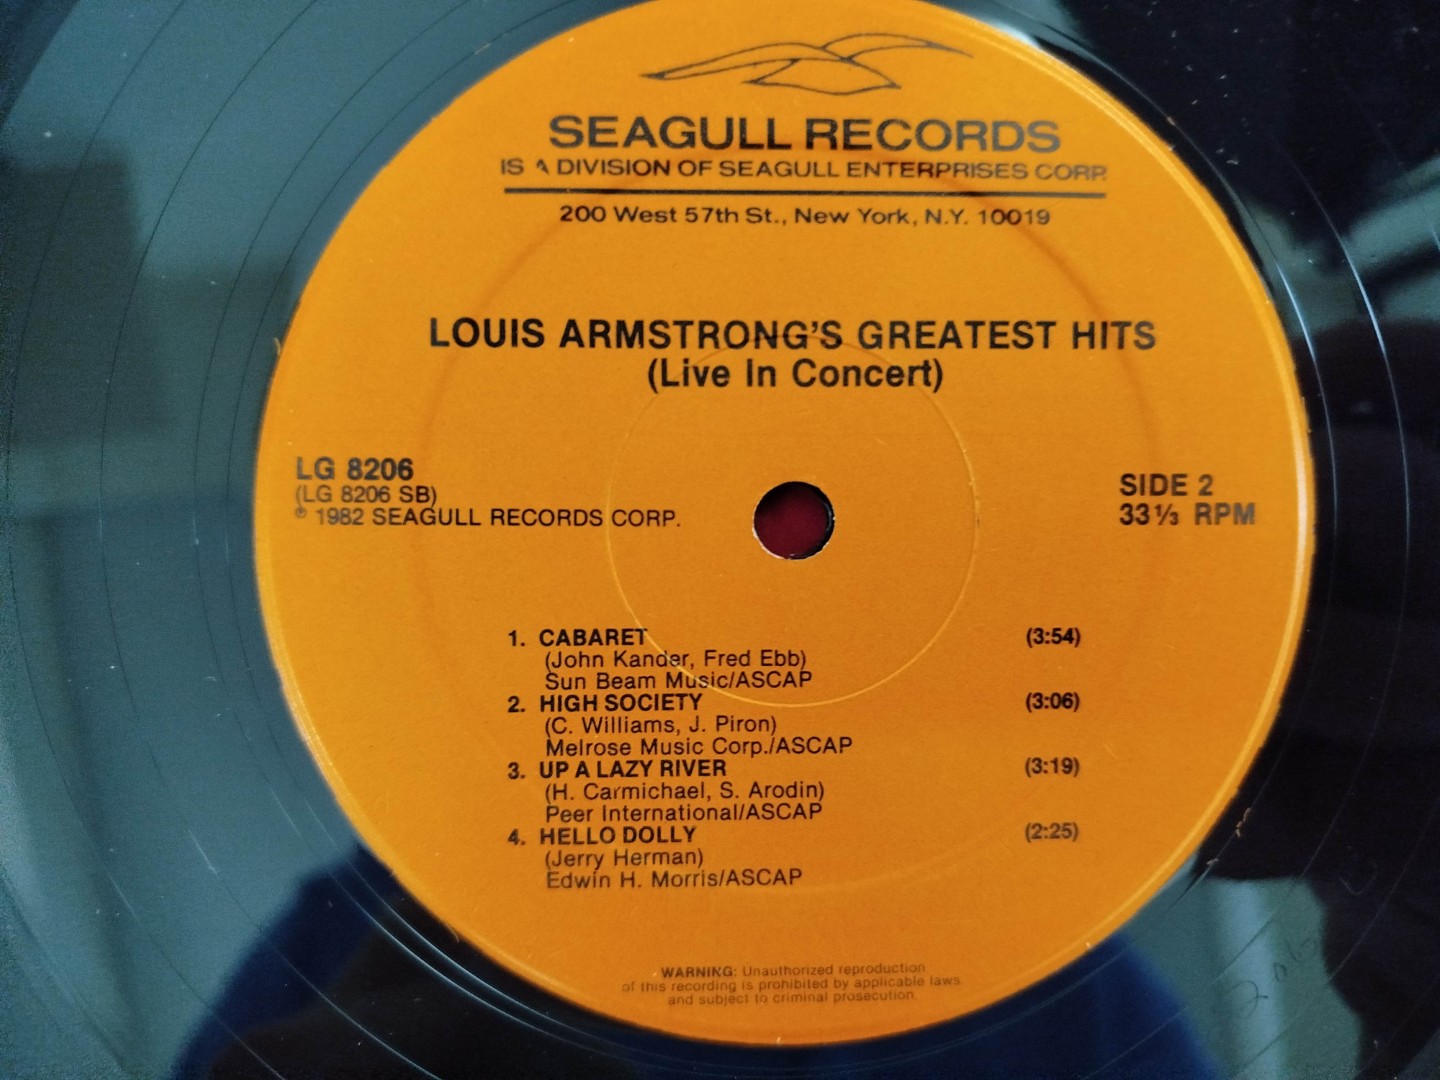 SEAGULL RECORDS
IS A DIVISION OF SEAGULL ENTERPRISES CORP.
200 West 57th St., New York, N.Y. 10019
LOUIS ARMSTRONG'S GREATEST HITS
(Live In Concert)
LG 8206
(LG 8206 SB)
℗ 1982 SEAGULL RECORDS CORP.
SIDE 2
33⅓ RPM
1. CABARET (3:54)
(John Kander, Fred Ebb)
Sun Beam Music/ASCAP
2. HIGH SOCIETY (3:06)
(C. Williams, J. Piron)
Melrose Music Corp./ASCAP
3. UP A LAZY RIVER (3:19)
(H. Carmichael, S. Arodin)
Peer International/ASCAP
4. HELLO DOLLY (2:25)
(Jerry Herman)
Edwin H. Morris/ASCAP
WARNING: Unauthorized reproduction
of this recording is prohibited by applicable laws
and subject to criminal prosecution.